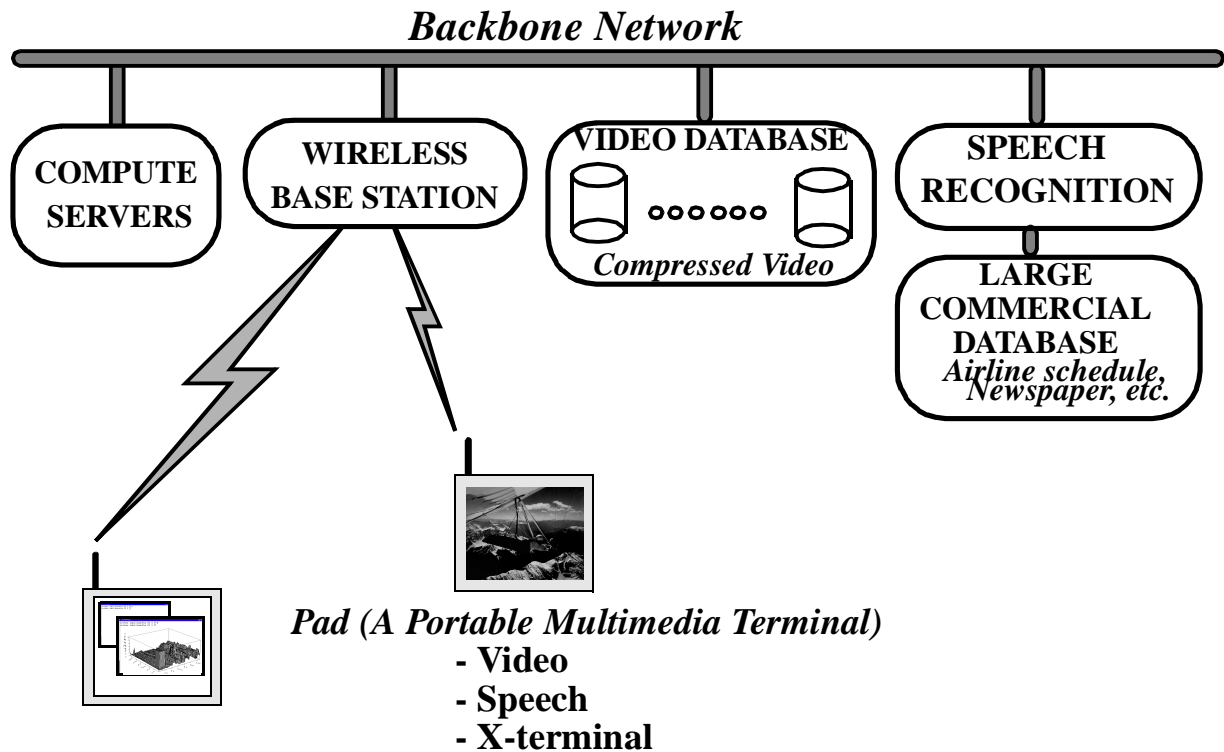 Backbone Network
COMPUTE
SERVERS
WIRELESS
BASE STATION
VIDEO DATABASE
Compressed Video
SPEECH
RECOGNITION
LARGE
COMMERCIAL
DATABASE
Airline schedule,
Newspaper, etc.
Pad (A Portable Multimedia Terminal)
- Video
- Speech
- X-terminal